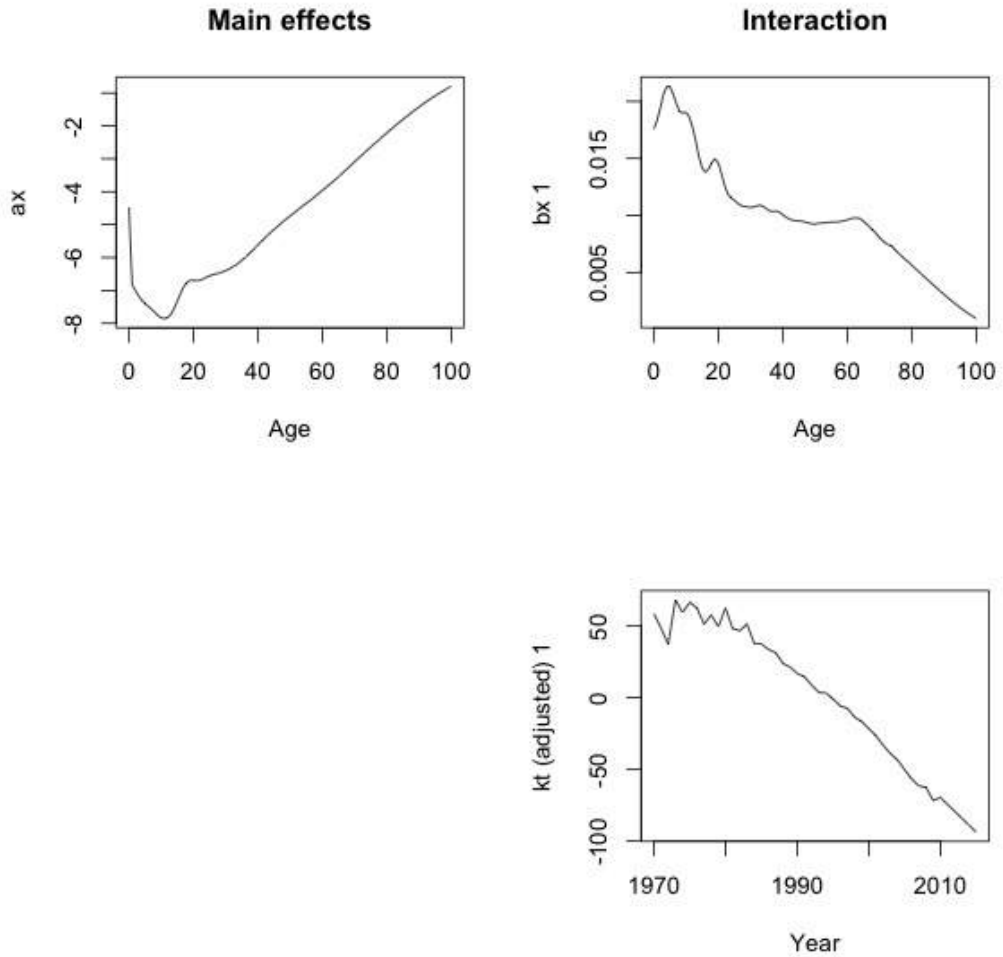 Main effects
ax
-2
-4
-6
-8
0 20 40 60 80 100
Age
Interaction
bx 1
0.015
0.005
0 20 40 60 80 100
Age
kt (adjusted) 1
50
0
-50
-100
1970 1990 2010
Year